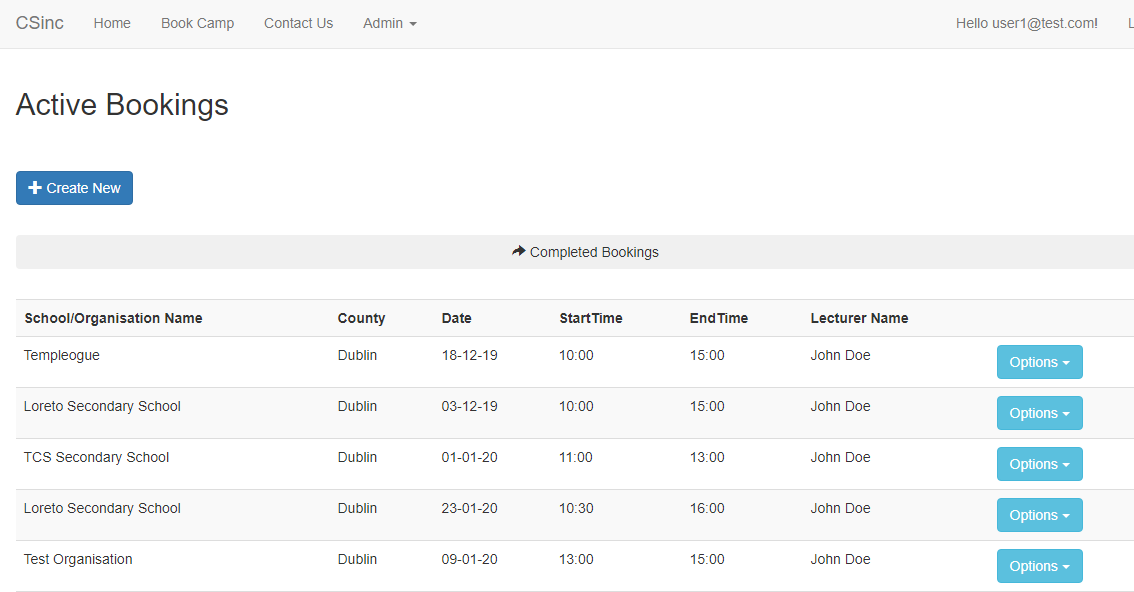 CSinc Home Book Camp Contact Us Admin Hello user1@test.com!
Active Bookings
Create New
Completed Bookings
School/Organisation Name County Date StartTime EndTime Lecturer Name
Templeogue Dublin 18-12-19 10:00 15:00 John Doe Options
Loreto Secondary School Dublin 03-12-19 10:00 15:00 John Doe Options
TCS Secondary School Dublin 01-01-20 11:00 13:00 John Doe Options
Loreto Secondary School Dublin 23-01-20 10:30 16:00 John Doe Options
Test Organisation Dublin 09-01-20 13:00 15:00 John Doe Options